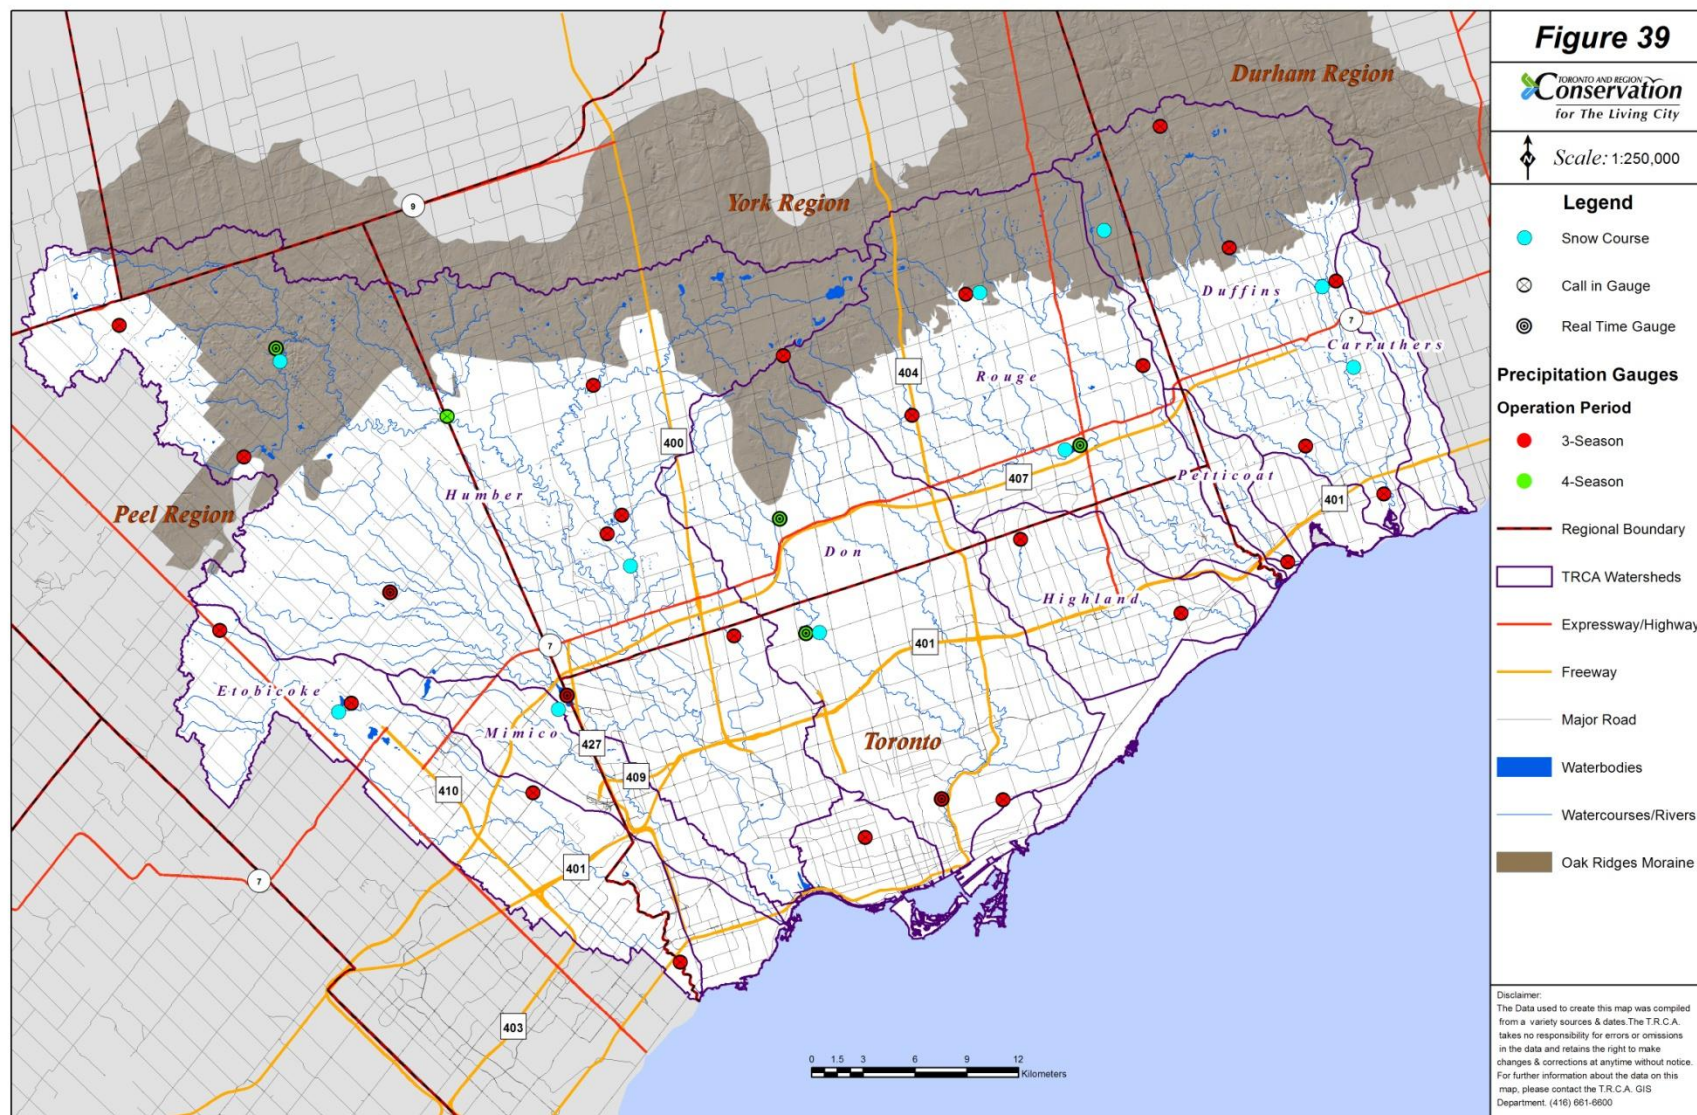 Figure 39
TORONTO AND REGION
Conservation
for The Living City
N
Scale: 1:250,000
Legend
Snow Course
Call in Gauge
Real Time Gauge
Precipitation Gauges
Operation Period
3-Season
4-Season
Regional Boundary
TRCA Watersheds
Expressway/Highway
Freeway
Major Road
Waterbodies
Watercourses/Rivers
Oak Ridges Moraine
Disclaimer:
The Data used to create this map was compiled
from a variety sources & dates.The T.R.C.A.
takes no responsibility for errors or omissions
in the data and retains the right to make
changes & corrections at anytime without notice.
For further information about the data on this
map, please contact the T.R.C.A. GIS
Department. (416) 661-6600
Durham Region
York Region
9
Duffins
7
Carruthers
404
Rouge
400
407
Humber
Petticoat
401
Peel Region
Don
Highland
7
401
Etobicoke
Mimico
427
Toronto
409
410
401
7
403
0 1.5 3 6 9 12
Kilometers